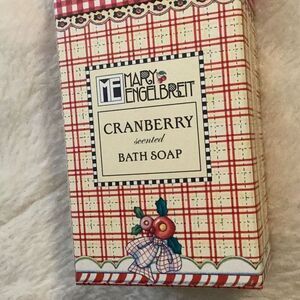 ME MARY
ENGELBREIT
CRANBERRY
scented
BATH SOAP